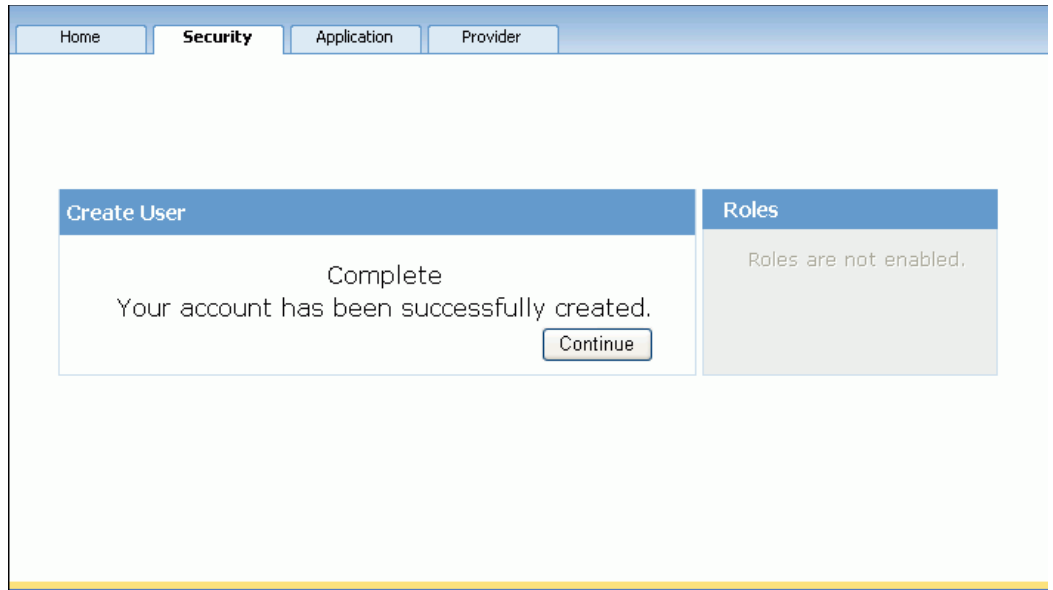 Home Security Application Provider
Create User
Complete
Your account has been successfully created.
Continue
Roles
Roles are not enabled.